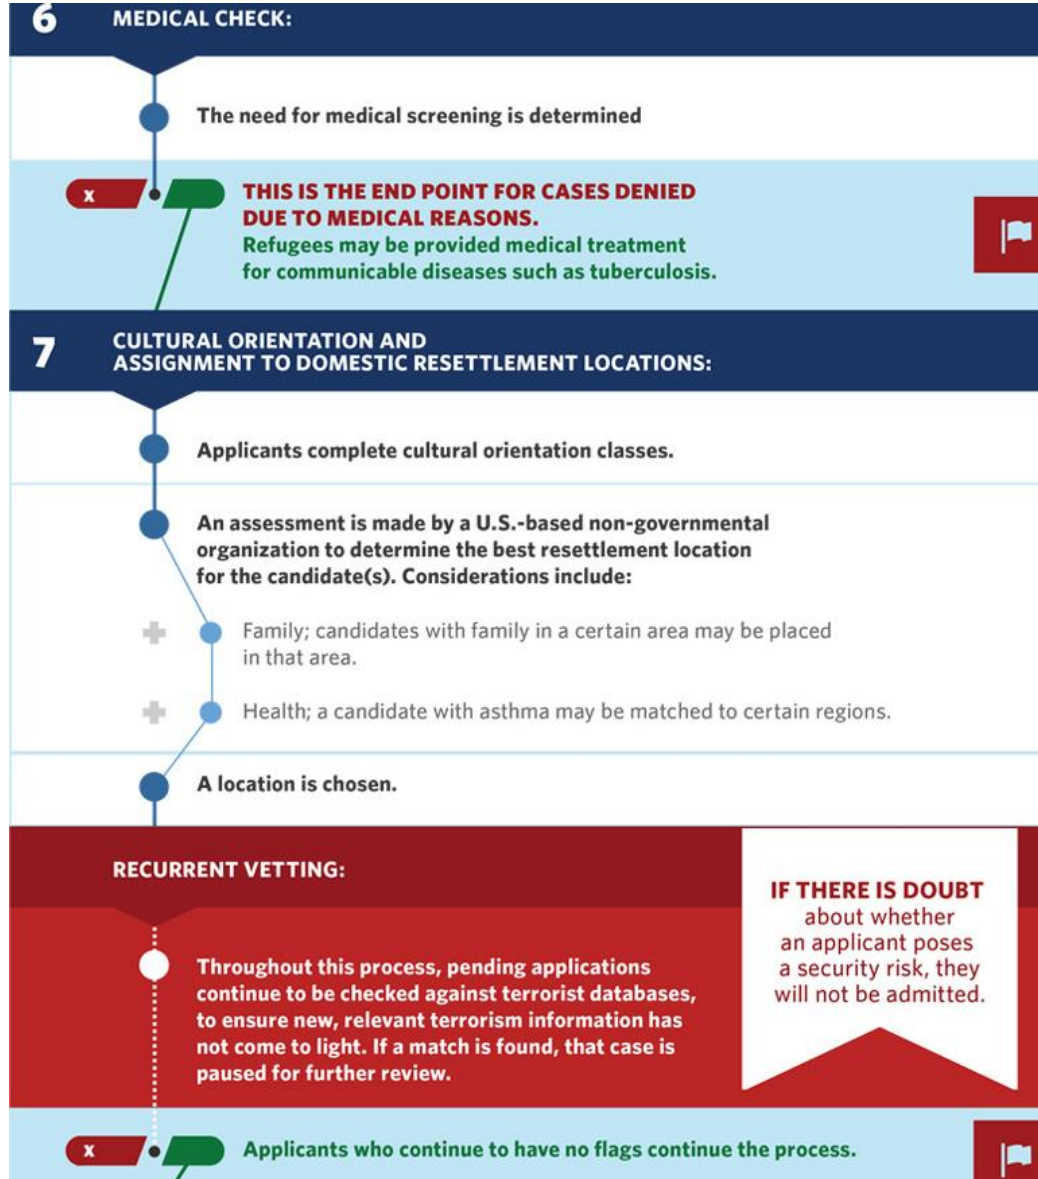 6 MEDICAL CHECK:
The need for medical screening is determined
x
THIS IS THE END POINT FOR CASES DENIED
DUE TO MEDICAL REASONS.
Refugees may be provided medical treatment
for communicable diseases such as tuberculosis.
7 CULTURAL ORIENTATION AND
ASSIGNMENT TO DOMESTIC RESETTLEMENT LOCATIONS:
Applicants complete cultural orientation classes.
An assessment is made by a U.S.-based non-governmental
organization to determine the best resettlement location
for the candidate(s). Considerations include:
Family; candidates with family in a certain area may be placed
in that area.
Health; a candidate with asthma may be matched to certain regions.
A location is chosen.
RECURRENT VETTING:
Throughout this process, pending applications
continue to be checked against terrorist databases,
to ensure new, relevant terrorism information has
not come to light. If a match is found, that case is
paused for further review.
IF THERE IS DOUBT
about whether
an applicant poses
a security risk, they
will not be admitted.
x
Applicants who continue to have no flags continue the process.